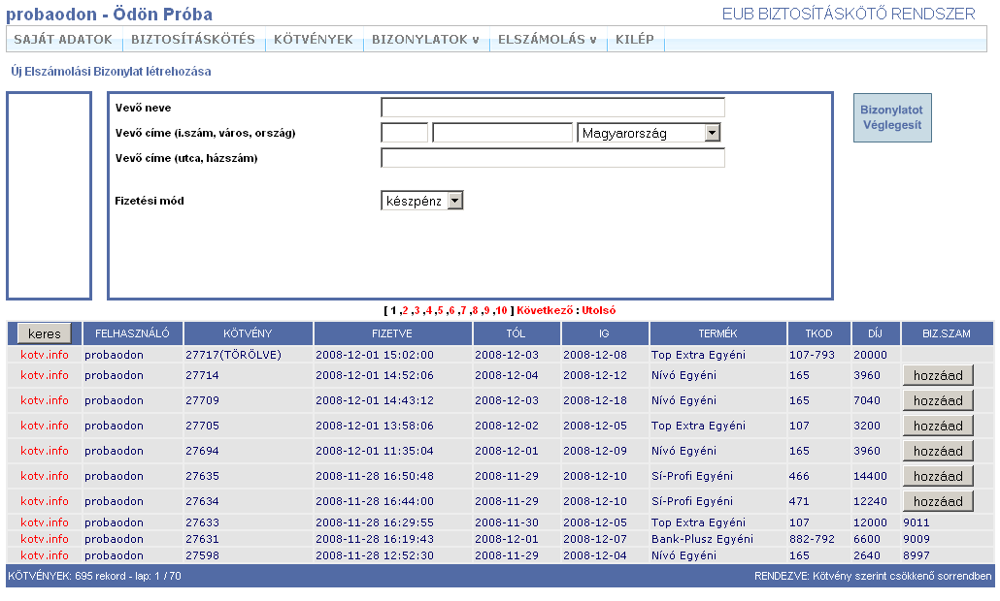 probaodon - Ödön Próba EUB BIZTOSÍTÁSKÖTŐ RENDSZER
SAJÁT ADATOK BIZTOSÍTÁSKÖTÉS KÖTVÉNYEK BIZONYLATOK v ELSZÁMOLÁS v KILÉP
Új Elszámolási Bizonylat létrehozása
Vevő neve
Vevő címe (i.szám, város, ország) Magyarország
Vevő címe (utca, házszám)
Fizetési mód készpénz
Bizonylatot
Véglegesít
[ 1 ,2 ,3 ,4 ,5 ,6 ,7 ,8 ,9 ,10 ] Következő : Utolsó
keres FELHASZNÁLÓ KÖTVÉNY FIZETVE TÓL IG TERMÉK TKOD DÍJ BIZ.SZAM
kotv.info probaodon 27717(TÖRÖLVE) 2008-12-01 15:02:00 2008-12-03 2008-12-08 Top Extra Egyéni 107-793 20000
kotv.info probaodon 27714 2008-12-01 14:52:06 2008-12-04 2008-12-12 Nívó Egyéni 165 3960 hozzáad
kotv.info probaodon 27709 2008-12-01 14:43:12 2008-12-03 2008-12-18 Nívó Egyéni 165 7040 hozzáad
kotv.info probaodon 27705 2008-12-01 13:58:06 2008-12-02 2008-12-05 Top Extra Egyéni 107 3200 hozzáad
kotv.info probaodon 27694 2008-12-01 11:35:04 2008-12-01 2008-12-09 Nívó Egyéni 165 3960 hozzáad
kotv.info probaodon 27635 2008-11-28 16:50:48 2008-11-29 2008-12-10 Sí-Profi Egyéni 466 14400 hozzáad
kotv.info probaodon 27634 2008-11-28 16:44:00 2008-11-29 2008-12-10 Sí-Profi Egyéni 471 12240 hozzáad
kotv.info probaodon 27633 2008-11-28 16:29:55 2008-11-30 2008-12-05 Top Extra Egyéni 107 12000 9011
kotv.info probaodon 27631 2008-11-28 16:19:43 2008-12-01 2008-12-07 Bank-Plusz Egyéni 882-792 6600 9009
kotv.info probaodon 27598 2008-11-28 12:52:30 2008-11-29 2008-12-04 Nívó Egyéni 165 2640 8997
KÖTVÉNYEK: 695 rekord - lap: 1 / 70 RENDEZVE: Kötvény szerint csökkenő sorrendben